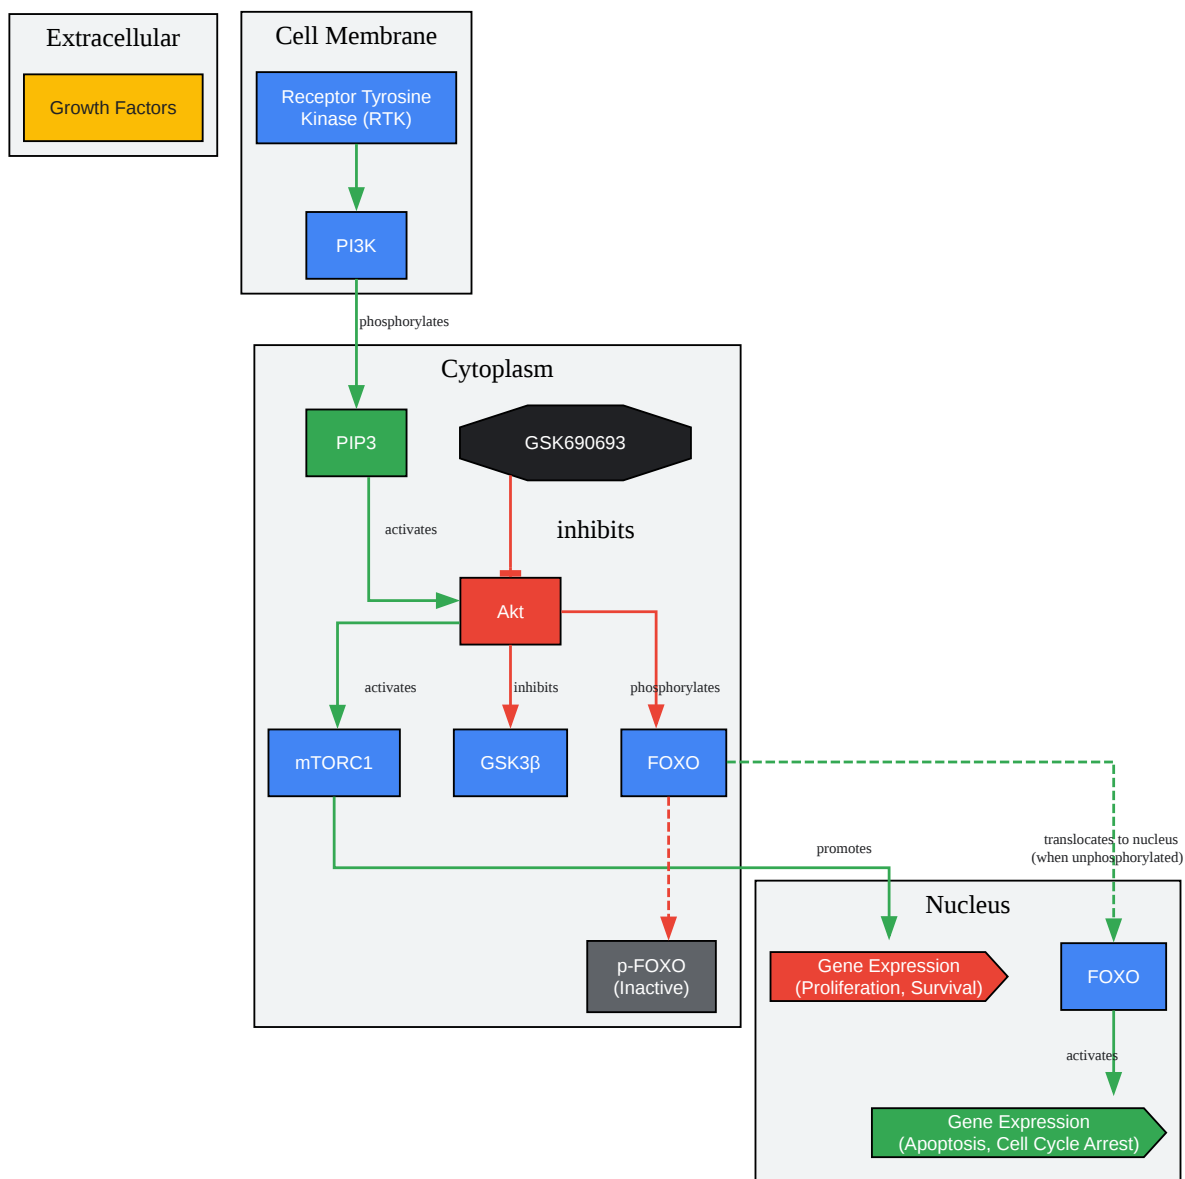 Extracellular
Growth Factors
Cell Membrane
Receptor Tyrosine
Kinase (RTK)
PI3K
phosphorylates
Cytoplasm
PIP3
GSK690693
activates
inhibits
Akt
activates
inhibits
phosphorylates
mTORC1
GSK3β
FOXO
promotes
translocates to nucleus
(when unphosphorylated)
Nucleus
p-FOXO
(Inactive)
Gene Expression
(Proliferation, Survival)
FOXO
activates
Gene Expression
(Apoptosis, Cell Cycle Arrest)